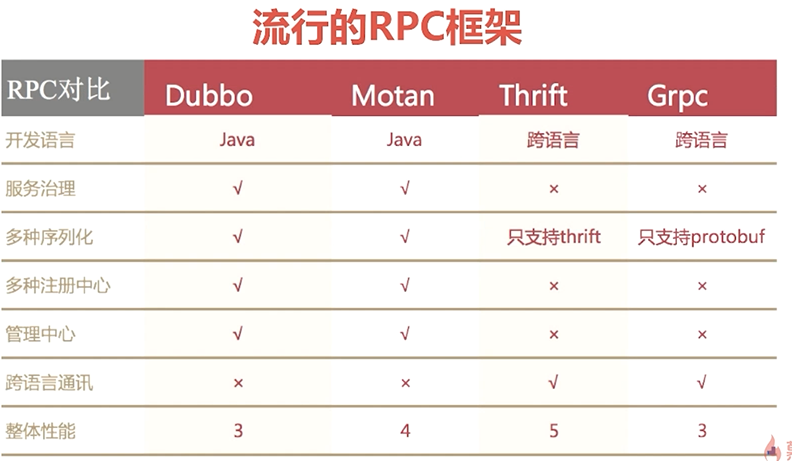 流行的RPC框架
RPC对比 Dubbo Motan Thrift Grpc
开发语言 Java Java 跨语言 跨语言
服务治理 √ √ × ×
多种序列化 √ √ 只支持thrift 只支持protobuf
多种注册中心 √ √ × ×
管理中心 √ √ × ×
跨语言通讯 × × √ √
整体性能 3 4 5 3